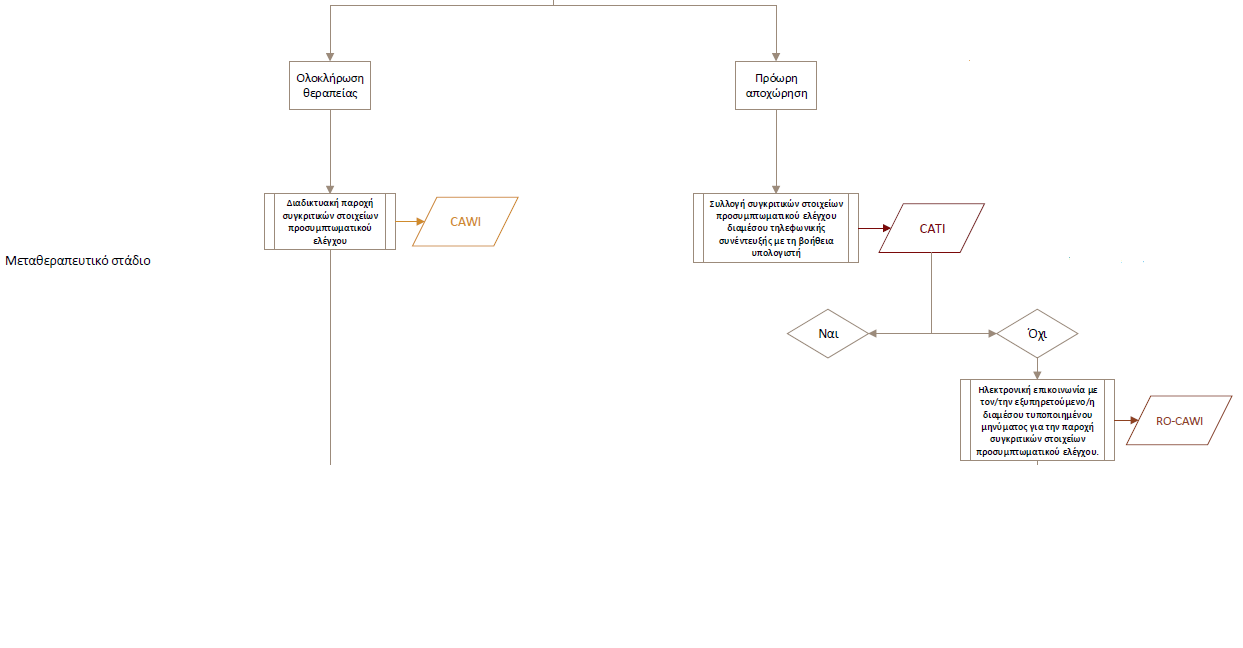 Ολοκλήρωση
θεραπείας
Πρόωρη
αποχώρηση
Διαδικτυακή παροχή
συγκριτικών στοιχείων
προσυμπτωματικού
ελέγχου
CAWI
Συλλογή συγκριτικών στοιχείων
προσυμπτωματικού ελέγχου
διαμέσου τηλεφωνικής
συνέντευξής με τη βοήθεια
υπολογιστή
CATI
Μεταθεραπευτικό στάδιο
Ναι
Όχι
Ηλεκτρονική επικοινωνία με
τον/την εξυπηρετούμενο/η
διαμέσου τυποποιημένου
μηνύματος για την παροχή
συγκριτικών στοιχείων
προσυμπτωματικού ελέγχου.
RO-CAWI